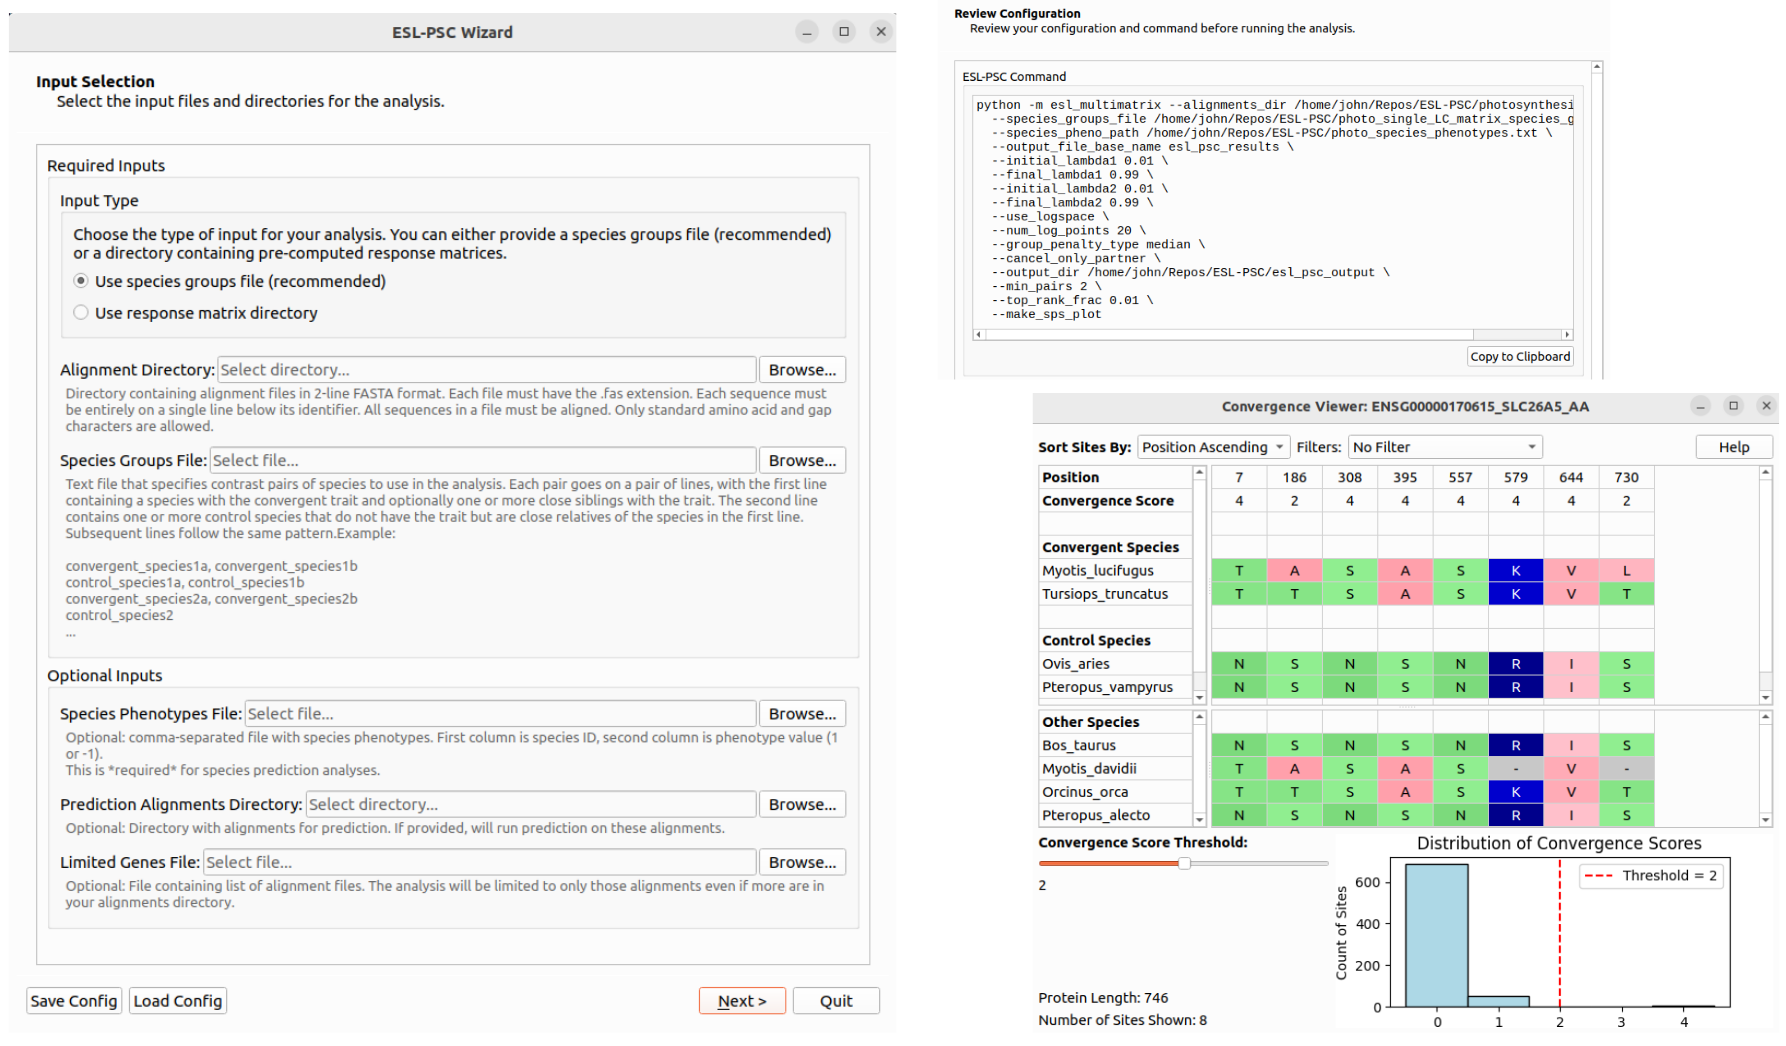 ESL-PSC Wizard
Input Selection
Select the input files and directories for the analysis.
Required Inputs
Input Type
Choose the type of input for your analysis. You can either provide a species groups file (recommended)
or a directory containing pre-computed response matrices.
Use species groups file (recommended)
Use response matrix directory
Alignment Directory: Select directory... Browse...
Directory containing alignment files in 2-line FASTA format. Each file must have the .fas extension. Each sequence must
be entirely on a single line below its identifier. All sequences in a file must be aligned. Only standard amino acid and gap
characters are allowed.
Species Groups File: Select file... Browse...
Text file that specifies contrast pairs of species to use in the analysis. Each pair goes on a pair of lines, with the first line
containing a species with the convergent trait and optionally one or more close siblings with the trait. The second line
contains one or more control species that do not have the trait but are close relatives of the species in the first line.
Subsequent lines follow the same pattern.Example:
convergent_species1a, convergent_species1b
control_species1a, control_species1b
convergent_species2a, convergent_species2b
control_species2
...
Optional Inputs
Species Phenotypes File: Select file... Browse...
Optional: comma-separated file with species phenotypes. First column is species ID, second column is phenotype value (1
or -1).
This is *required* for species prediction analyses.
Prediction Alignments Directory: Select directory... Browse...
Optional: Directory with alignments for prediction. If provided, will run prediction on these alignments.
Limited Genes File: Select file... Browse...
Optional: File containing list of alignment files. The analysis will be limited to only those alignments even if more are in
your alignments directory.
Save Config Load Config Next > Quit
Review Configuration
Review your configuration and command before running the analysis.
ESL-PSC Command
python -m esl_multimatrix --alignments_dir /home/john/Repos/ESL-PSC/photosynthesi
--species_groups_file /home/john/Repos/ESL-PSC/photo_single_LC_matrix_species_g
--species_pheno_path /home/john/Repos/ESL-PSC/photo_species_phenotypes.txt \
--output_file_base_name esl_psc_results \
--initial_lambda1 0.01 \
--final_lambda1 0.99 \
--initial_lambda2 0.01 \
--final_lambda2 0.99 \
--use_logspace \
--num_log_points 20 \
--group_penalty_type median \
--cancel_only_partner \
--output_dir /home/john/Repos/ESL-PSC/esl_psc_output \
--min_pairs 2 \
--top_rank_frac 0.01 \
--make_sps_plot
Copy to Clipboard
Convergence Viewer: ENSG00000170615_SLC26A5_AA
Sort Sites By: Position Ascending Filters: No Filter Help
Position 7 186 308 395 557 579 644 730
Convergence Score 4 2 4 4 4 4 4 2
Convergent Species
Myotis_lucifugus T A S A S K V L
Tursiops_truncatus T T S A S K V T
Control Species
Ovis_aries N S N S N R I S
Pteropus_vampyrus N S N S N R I S
Other Species
Bos_taurus N S N S N R I S
Myotis_davidii T A S A S - V -
Orcinus_orca T T S A S K V T
Pteropus_alecto N S N S N R I S
Convergence Score Threshold:
2
Protein Length: 746
Number of Sites Shown: 8
Distribution of Convergence Scores
Threshold = 2
Count of Sites
600
400
200
0
0 1 2 3 4